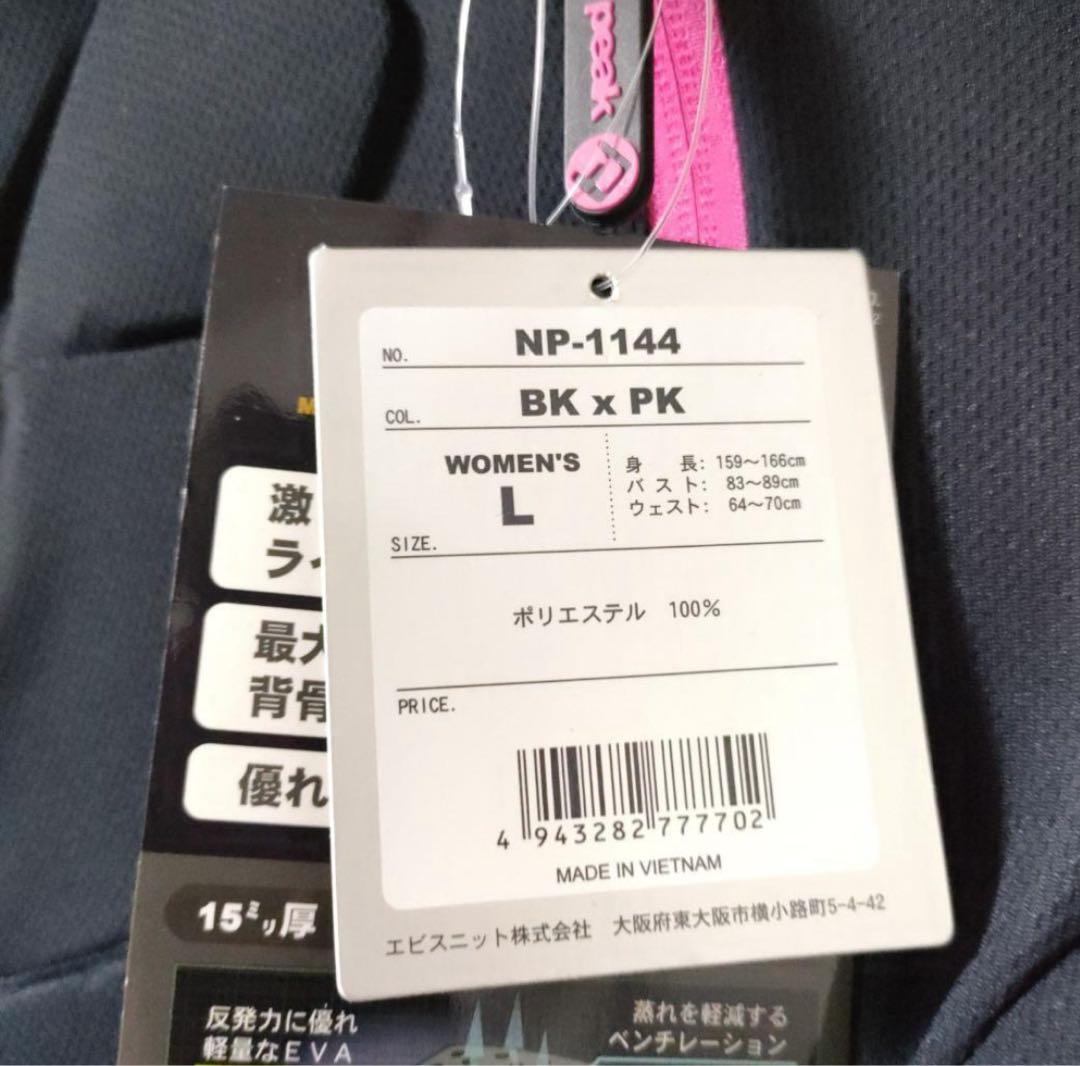 peak
NO. NP-1144
COL. BK x PK
WOMEN'S
L
SIZE.
身 長: 159～166cm
バ ス ト: 83～89cm
ウェスト: 64～70cm
ポリエステル 100%
PRICE.
4 943282 777702
MADE IN VIETNAM
エビスニット株式会社 大阪府東大阪市横小路町5-4-42
M
激
ライ
最大
背骨
優れ
15ミリ厚
反発力に優れ
軽量なEVA
蒸れを軽減する
ベンチレーション